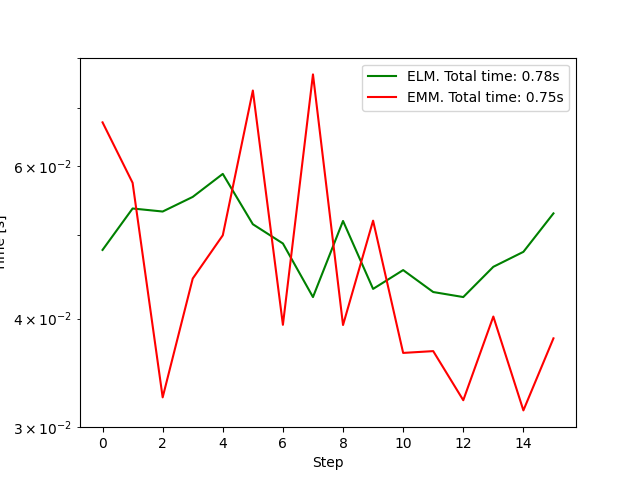 ELM. Total time: 0.78s
EMM. Total time: 0.75s
6 × 10⁻²
4 × 10⁻²
3 × 10⁻²
0 2 4 6 8 10 12 14
Step